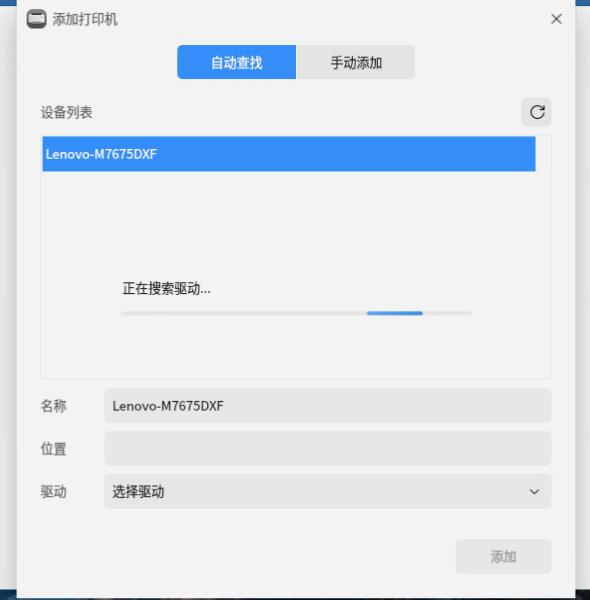 添加打印机
自动查找
手动添加
设备列表
Lenovo-M7675DXF
正在搜索驱动...
名称
Lenovo-M7675DXF
位置
驱动
选择驱动
添加